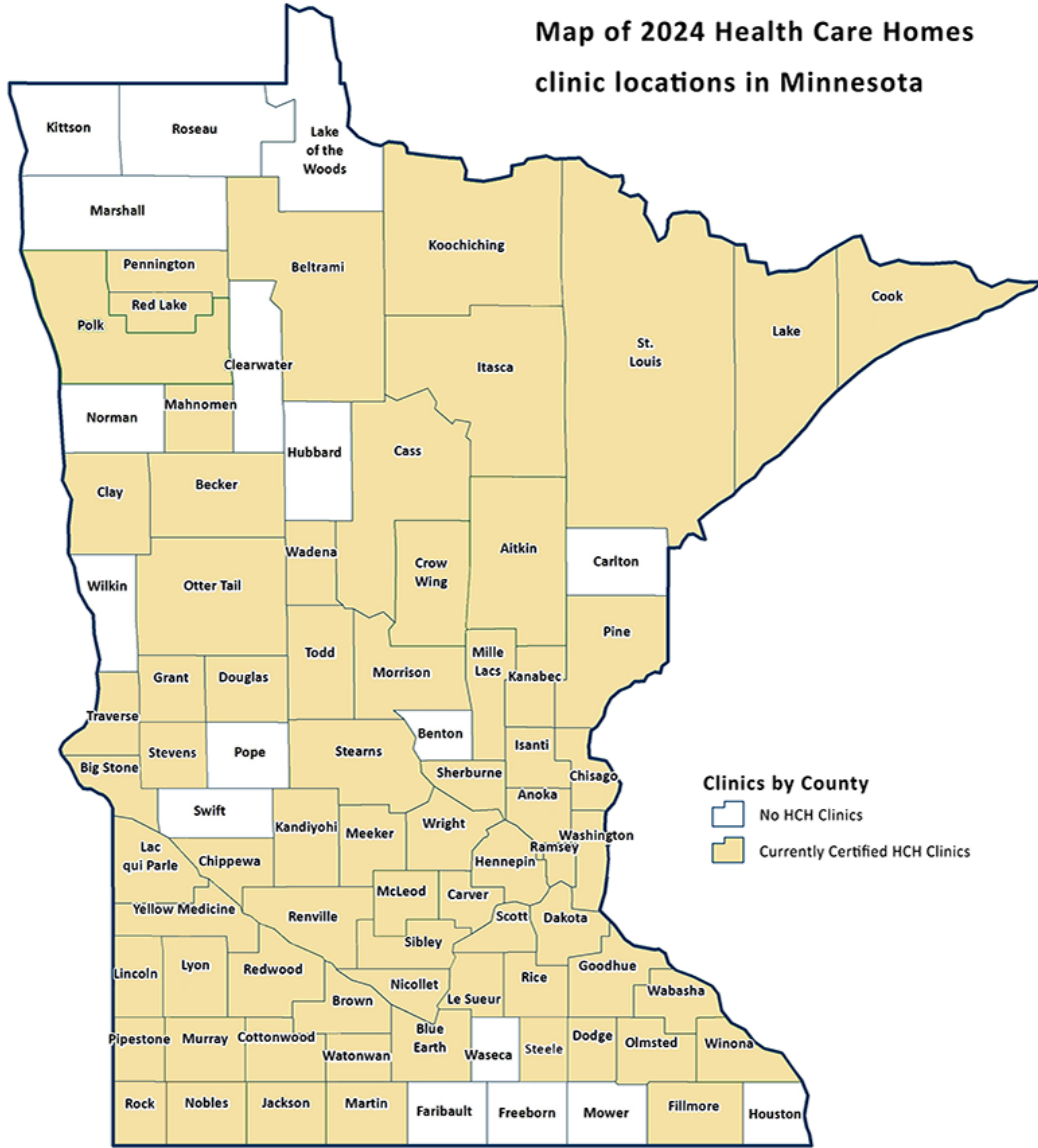 Map of 2024 Health Care Homes
clinic locations in Minnesota
Kittson
Roseau
Lake
of the
Woods
Marshall
Koochiching
Pennington
Beltrami
Red Lake
Cook
Polk
Lake
St.
Louis
Clearwater
Itasca
Mahnomen
Norman
Hubbard
Cass
Clay
Becker
Wadena
Aitkin
Crow
Wing
Carlton
Wilkin
Otter Tail
Pine
Todd
Mille
Lacs
Morrison
Kanabec
Grant
Douglas
Traverse
Benton
Isanti
Stevens
Pope
Stearns
Big Stone
Sherburne
Chisago
Clinics by County
Anoka
No HCH Clinics
Swift
Kandiyohi
Meeker
Wright
Washington
Ramsey
Currently Certified HCH Clinics
Lac
qui Parle
Chippewa
Hennepin
McLeod
Carver
Yellow Medicine
Renville
Scott
Dakota
Sibley
Lincoln
Lyon
Redwood
Goodhue
Rice
Nicollet
Wabasha
Brown
Le Sueur
Pipestone
Murray
Cottonwood
Blue
Earth
Dodge
Olmsted
Winona
Watonwan
Waseca
Steele
Rock
Nobles
Jackson
Martin
Faribault
Freeborn
Mower
Fillmore
Houston